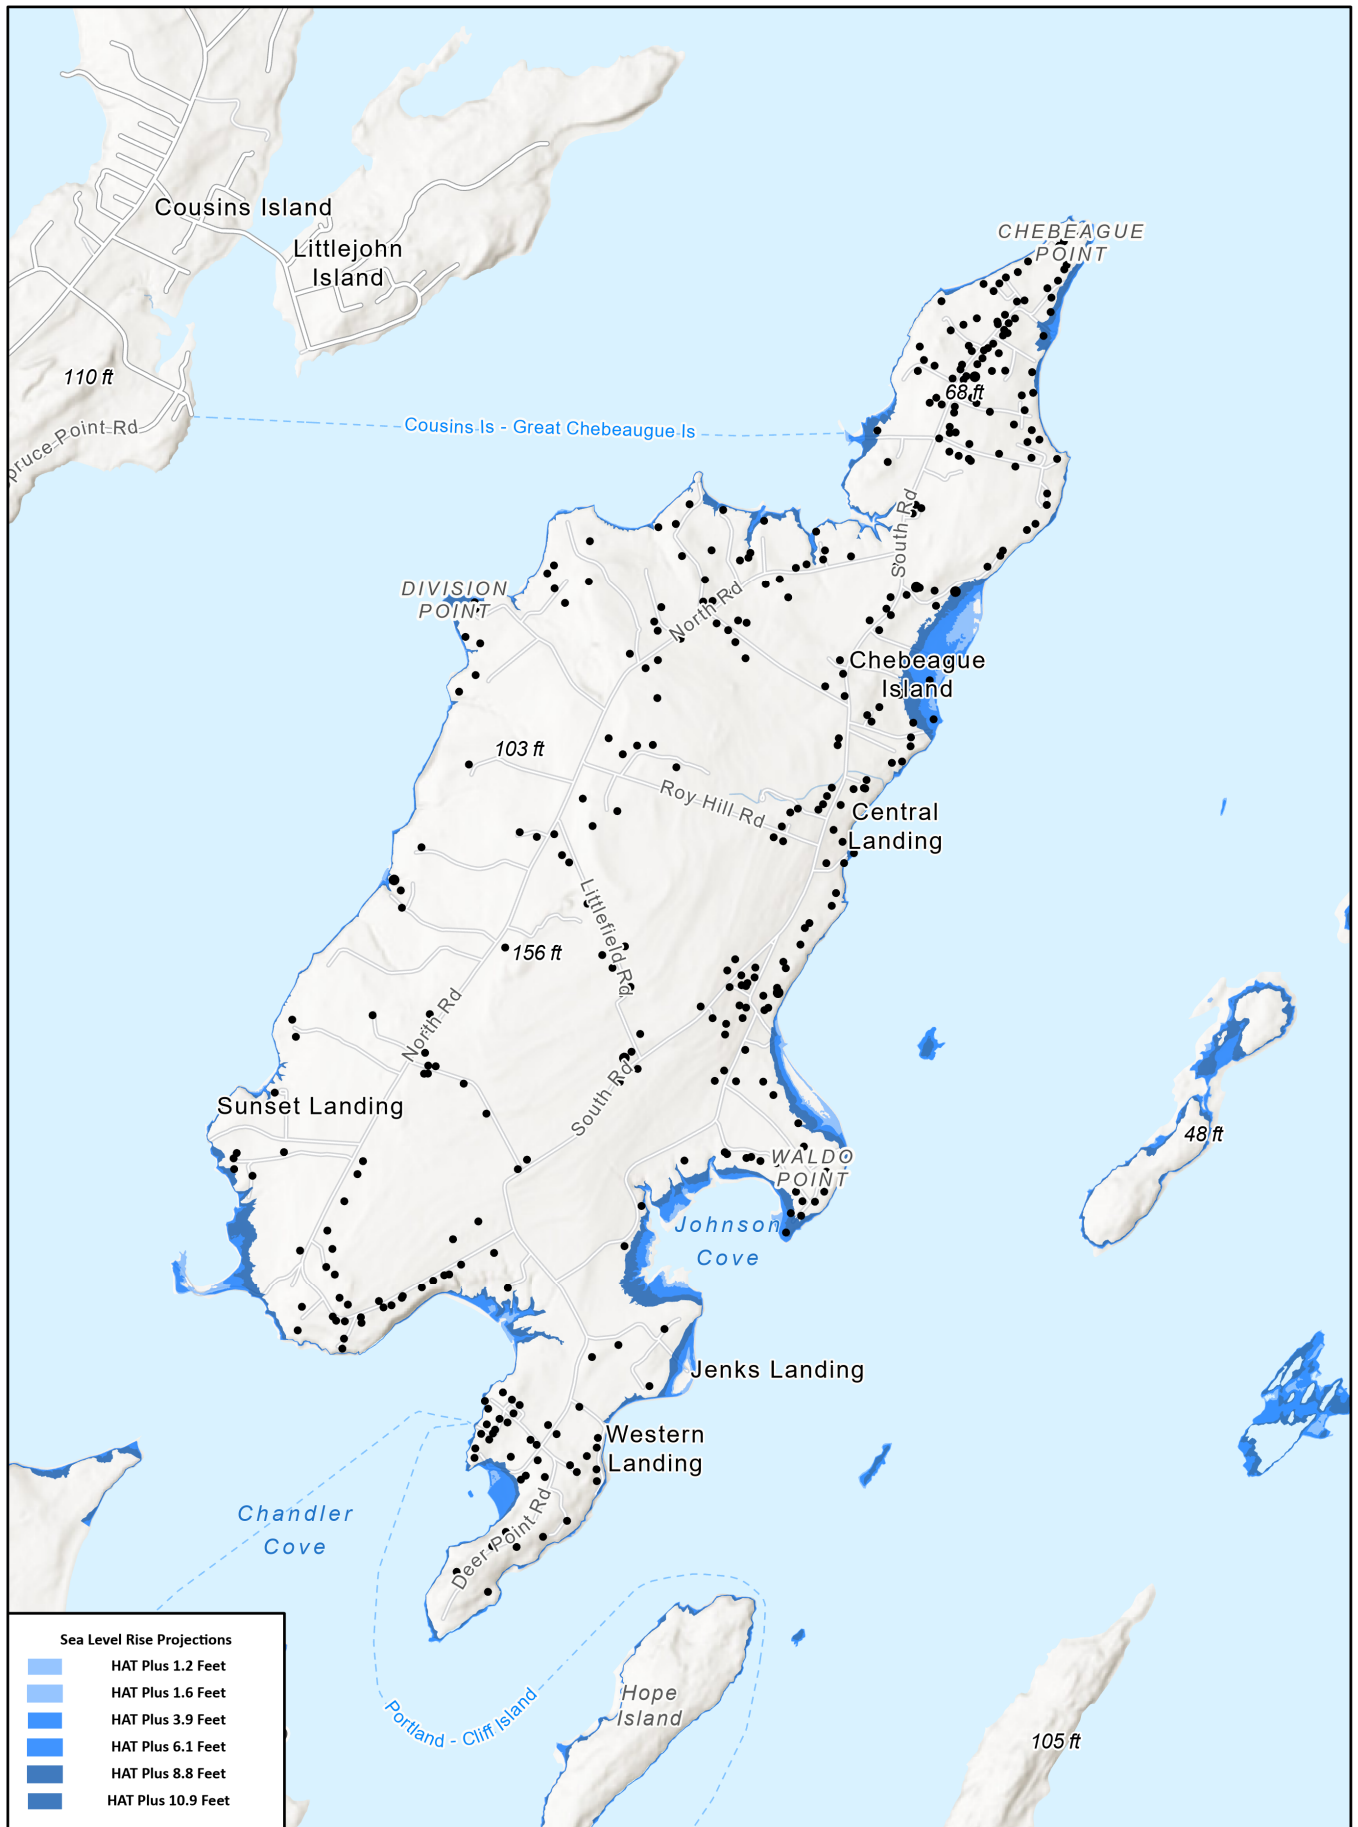 Cousins Island
Littlejohn
Island
CHEBEAGUE
POINT
110 ft
pruce Point Rd
68 ft
Cousins Is - Great Chebeaugue Is
South Rd
DIVISION
POINT
North Rd
Chebeague
Island
103 ft
Roy Hill Rd
Central
Landing
Littlefield Rd
156 ft
North Rd
South Rd
Sunset Landing
48 ft
WALDO
POINT
Johnson
Cove
Jenks Landing
Western
Landing
Chandler
Cove
Deer Point Rd
Hope
Island
Portland - Cliff Island
105 ft
Sea Level Rise Projections
HAT Plus 1.2 Feet
HAT Plus 1.6 Feet
HAT Plus 3.9 Feet
HAT Plus 6.1 Feet
HAT Plus 8.8 Feet
HAT Plus 10.9 Feet